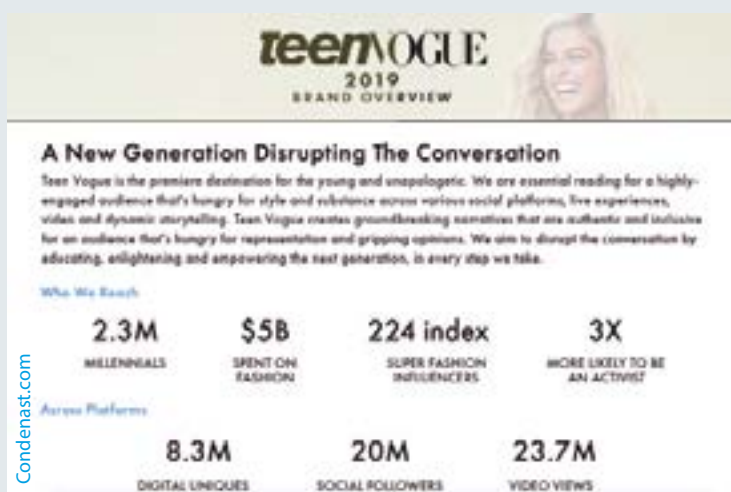 teenVOGUE
2019
BRAND OVERVIEW
A New Generation Disrupting The Conversation
Teen Vogue is the premiere destination for the young and unapologetic. We are essential reading for a highly-
engaged audience that's hungry for style and substance across various social platforms, live experiences,
video and dynamic storytelling. Teen Vogue creates groundbreaking narratives that are authentic and inclusive
for an audience that's hungry for representation and gripping opinions. We aim to disrupt the conversation by
educating, enlightening and empowering the next generation, in every step we take.
Who We Reach
2.3M $5B 224 index 3X
MILLENNIALS SPENT ON SUPER FASHION MORE LIKELY TO BE
FASHION INFLUENCERS AN ACTIVIST
Across Platforms
8.3M 20M 23.7M
DIGITAL UNIQUES SOCIAL FOLLOWERS VIDEO VIEWS
Condenast.com